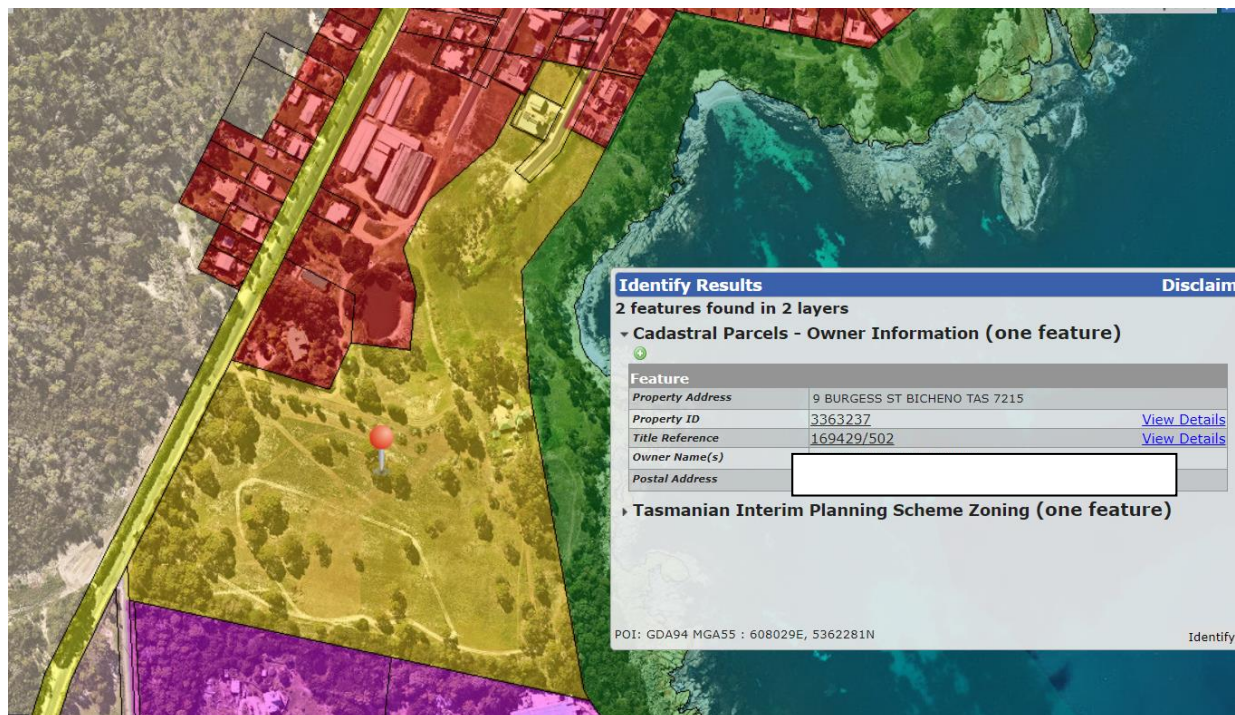 Identify Results Disclaim
2 features found in 2 layers
Cadastral Parcels - Owner Information (one feature)
Feature
Property Address 9 BURGESS ST BICHENO TAS 7215
Property ID 3363237 View Details
Title Reference 169429/502 View Details
Owner Name(s)
Postal Address
Tasmanian Interim Planning Scheme Zoning (one feature)
POI: GDA94 MGA55 : 608029E, 5362281N Identify